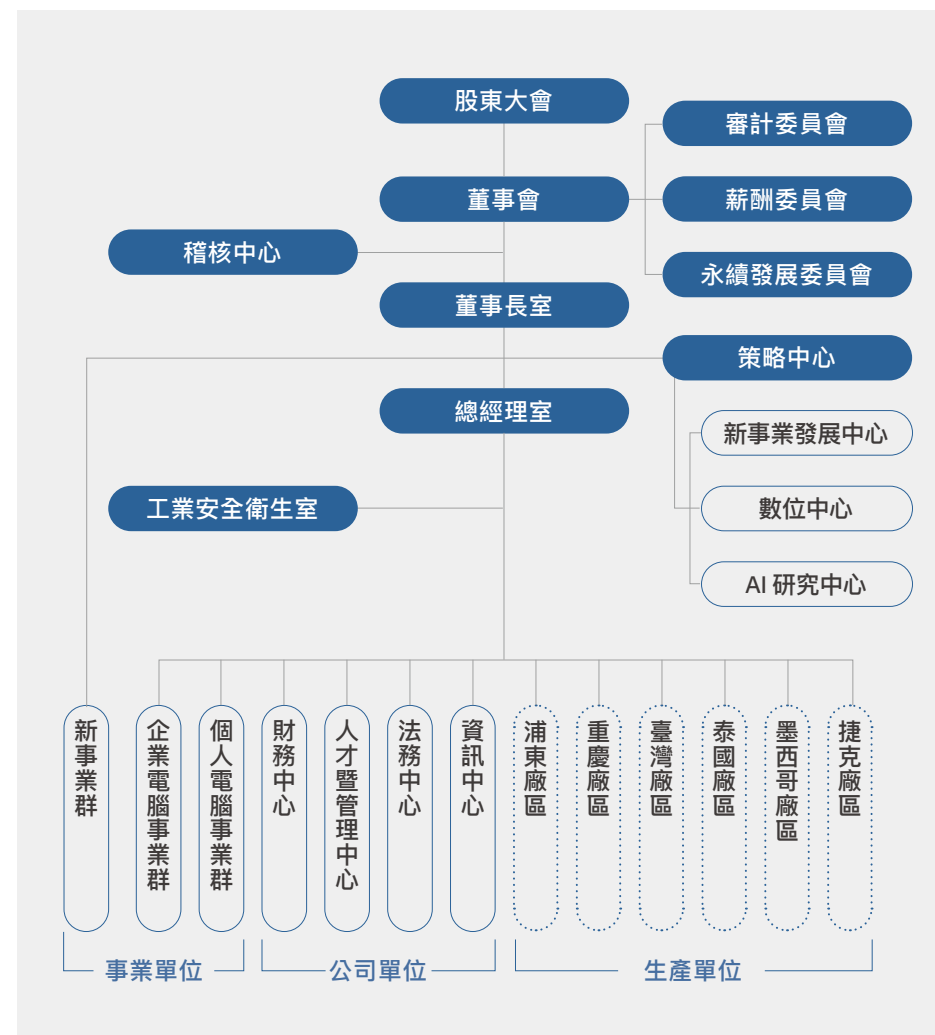 股東大會
審計委員會
董事會
薪酬委員會
稽核中心
永續發展委員會
董事長室
策略中心
總經理室
新事業發展中心
工業安全衛生室
數位中心
AI 研究中心
新事業群
企業電腦事業群
個人電腦事業群
財務中心
人才暨管理中心
法務中心
資訊中心
浦東廠區
重慶廠區
臺灣廠區
泰國廠區
墨西哥廠區
捷克廠區
事業單位
公司單位
生產單位